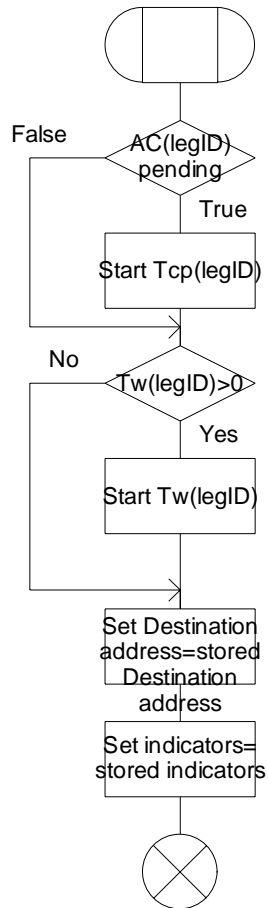 False
AC(legID)
pending
True
Start Tcp(legID)
No
Tw(legID)>0
Yes
Start Tw(legID)
Set Destination
address=stored
Destination
address
Set indicators=
stored indicators